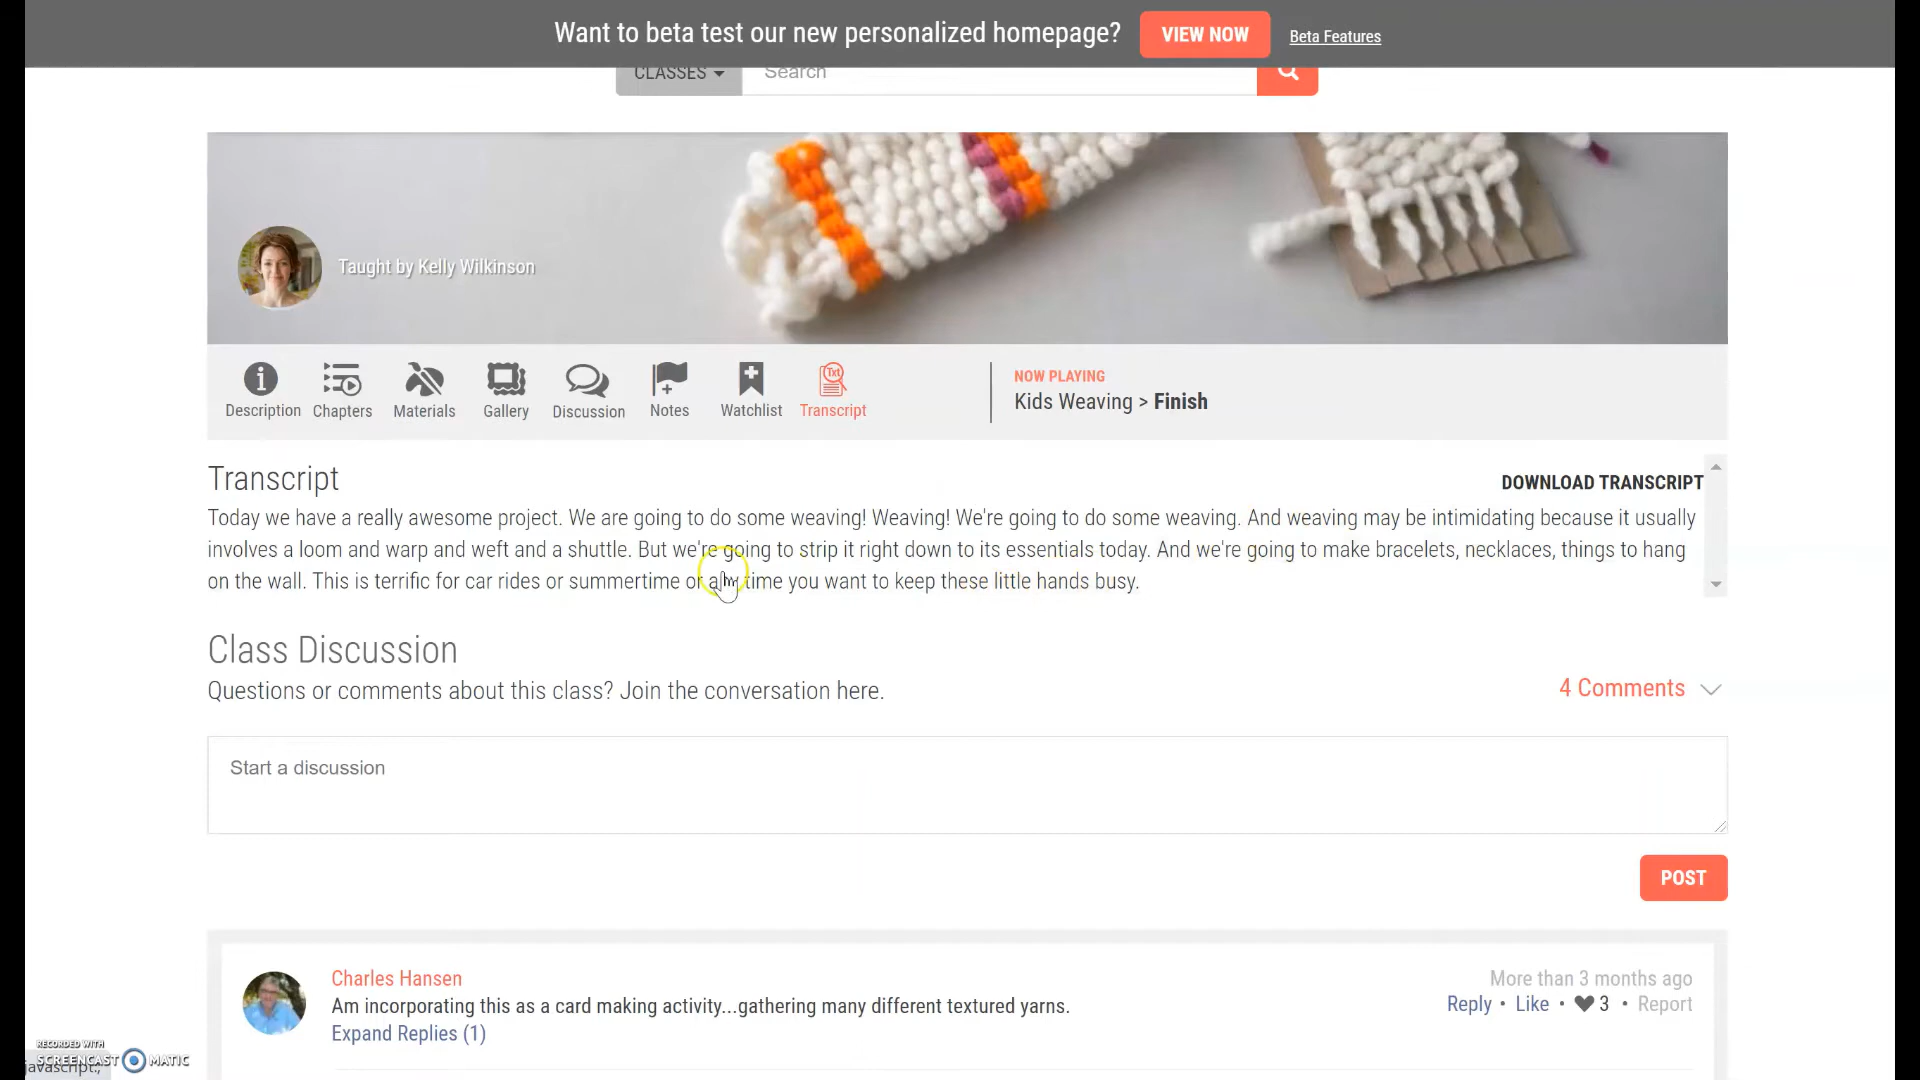 Want to beta test our new personalized homepage? VIEW NOW Beta Features
CLASSES Search
Taught by Kelly Wilkinson
Description Chapters Materials Gallery Discussion Notes Watchlist Txt Transcript
NOW PLAYING
Kids Weaving > Finish
Transcript DOWNLOAD TRANSCRIPT
Today we have a really awesome project. We are going to do some weaving! Weaving! We're going to do some weaving. And weaving may be intimidating because it usually
involves a loom and warp and weft and a shuttle. But we're going to strip it right down to its essentials today. And we're going to make bracelets, necklaces, things to hang
on the wall. This is terrific for car rides or summertime or time you want to keep these little hands busy.
Class Discussion
Questions or comments about this class? Join the conversation here. 4 Comments
Start a discussion
POST
Charles Hansen More than 3 months ago
Am incorporating this as a card making activity...gathering many different textured yarns. Reply • Like • 3 • Report
Expand Replies (1)
RECORDED WITH
SCREENCAST MATIC
javascript:;